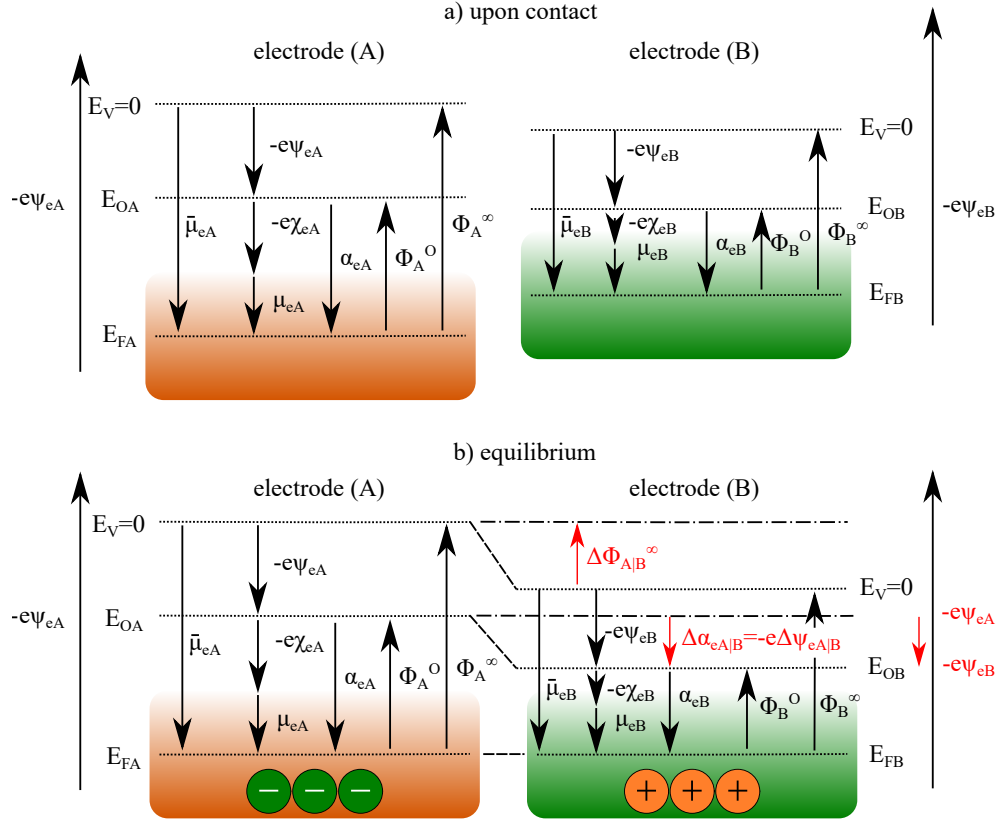 a) upon contact
electrode (A)
electrode (B)
E_V=0
E_V=0
-eψ_eA
-eψ_eB
-eψ_eA
E_OA
E_OB
-eψ_eB
μ̄_eA
-eχ_eA
α_eA
Φ_A^O
Φ_A^∞
μ̄_eB
-eχ_eB
μ_eB
α_eB
Φ_B^O
Φ_B^∞
μ_eA
E_FB
E_FA
b) equilibrium
electrode (A)
electrode (B)
E_V=0
-eψ_eA
ΔΦ_A|B^∞
E_V=0
-eψ_eA
E_OA
-eψ_eA
μ̄_eA
-eχ_eA
α_eA
Φ_A^O
Φ_A^∞
-eψ_eB
Δα_eA|B=-eΔψ_eA|B
E_OB
-eψ_eB
μ̄_eB
-eχ_eB
α_eB
Φ_B^O
Φ_B^∞
μ_eA
μ_eB
E_FA
E_FB
− − −
+ + +